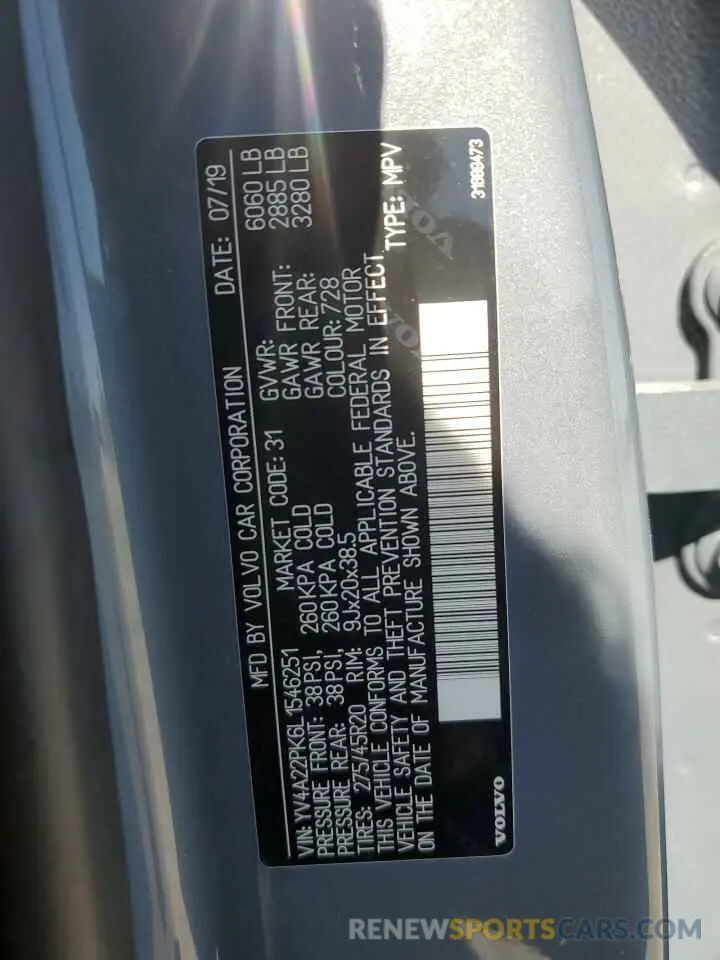 MFD BY VOLVO CAR CORPORATION DATE: 07/19
VIN: YV4A22PK6L1546251 MARKET CODE: 31 GVWR: 6060 LB
PRESSURE FRONT: 38PSI, 260KPA COLD GAWR FRONT: 2885 LB
PRESSURE REAR: 38PSI, 260KPA COLD GAWR REAR: 3280 LB
TIRES: 275/45R20 RIM: 9Jx20x38.5 COLOUR: 728
THIS VEHICLE CONFORMS TO ALL APPLICABLE FEDERAL MOTOR
VEHICLE SAFETY AND THEFT PREVENTION STANDARDS IN EFFECT
ON THE DATE OF MANUFACTURE SHOWN ABOVE. TYPE: MPV
VOLVO
VOLVO
VOLVO
RENEWSPORTSCARS.COM